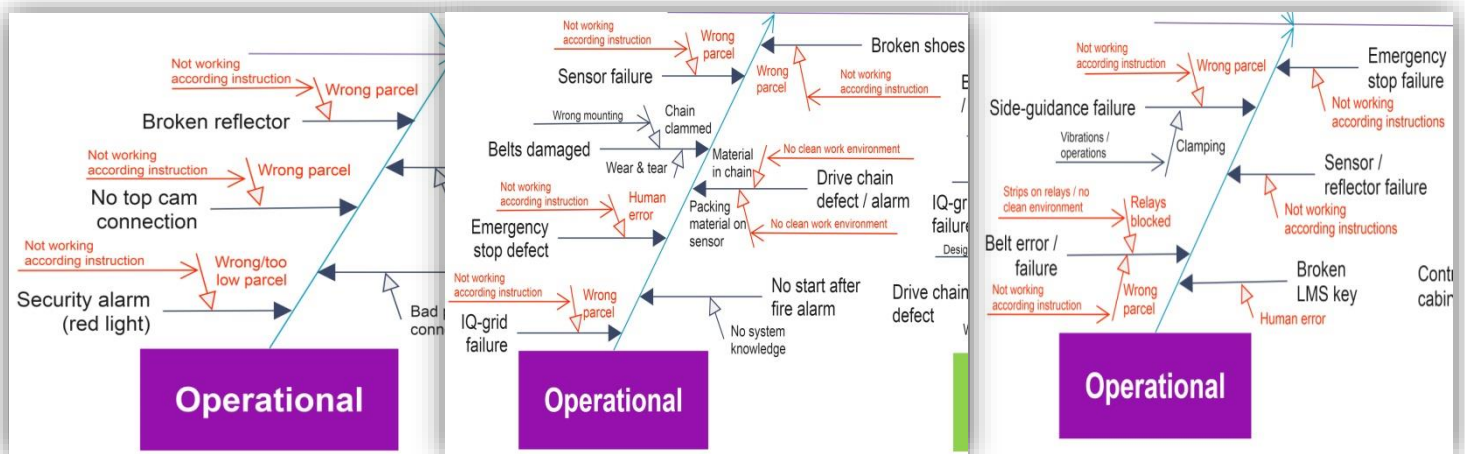 Not working
according instruction
Wrong parcel
Broken reflector
Not working
according instruction
Wrong parcel
No top cam
connection
Not working
according instruction
Wrong/too
low parcel
Security alarm
(red light)
Bad
Operational
Not working
according instruction
Wrong
parcel
Sensor failure
Broken shoes
Wrong
parcel
Not working
according instruction
Wrong mounting
Chain
clammed
Belts damaged
Wear & tear
Material
in chain
No clean work environment
Drive chain
defect / alarm
Not working
according instruction
Human
error
Emergency
stop defect
Packing
material on
sensor
No clean work environment
Not working
according instruction
Wrong
parcel
IQ-grid
failure
No start after
fire alarm
No system
knowledge
failure
Drive chain
defect
Operational
Not working
according instruction
Wrong parcel
Emergency
stop failure
Side-guidance failure
Not working
according instructions
Vibrations /
operations
Clamping
Sensor /
reflector failure
Strips on relays / no
clean environment
Relays
blocked
Not working
according instructions
Belt error /
failure
Not working
according instruction
Wrong
parcel
Broken
LMS key
Human error
Operational